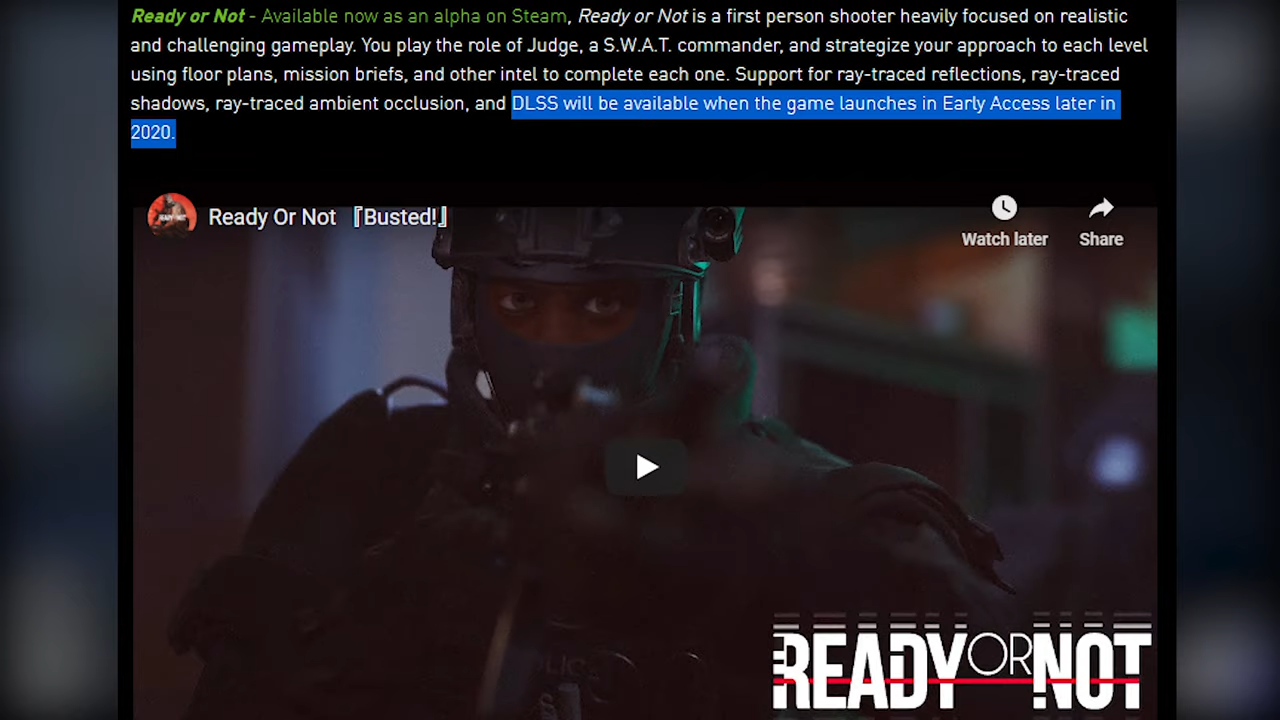 Ready or Not - Available now as an alpha on Steam, Ready or Not is a first person shooter heavily focused on realistic
and challenging gameplay. You play the role of Judge, a S.W.A.T. commander, and strategize your approach to each level
using floor plans, mission briefs, and other intel to complete each one. Support for ray-traced reflections, ray-traced
shadows, ray-traced ambient occlusion, and DLSS will be available when the game launches in Early Access later in
2020.
Ready Or Not 『Busted!』
Watch later
Share
READY OR NOT